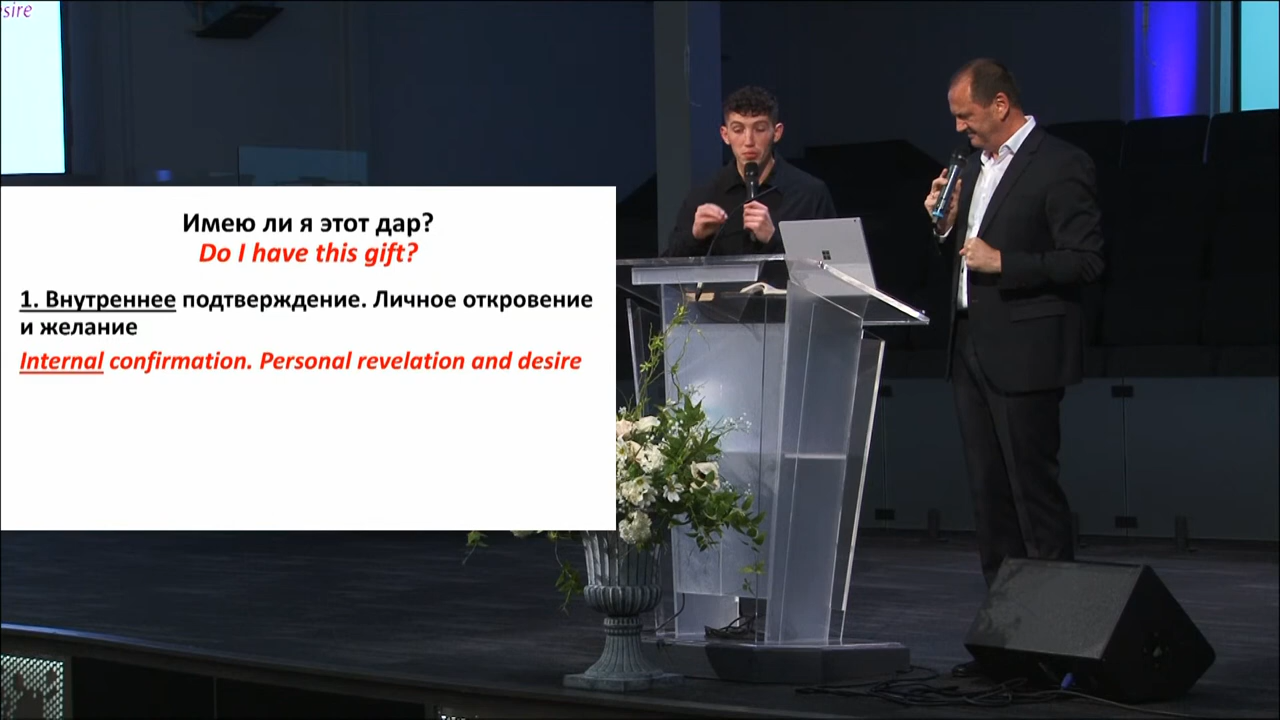 sire
Имею ли я этот дар?
Do I have this gift?
1. Внутреннее подтверждение. Личное откровение
и желание
Internal confirmation. Personal revelation and desire